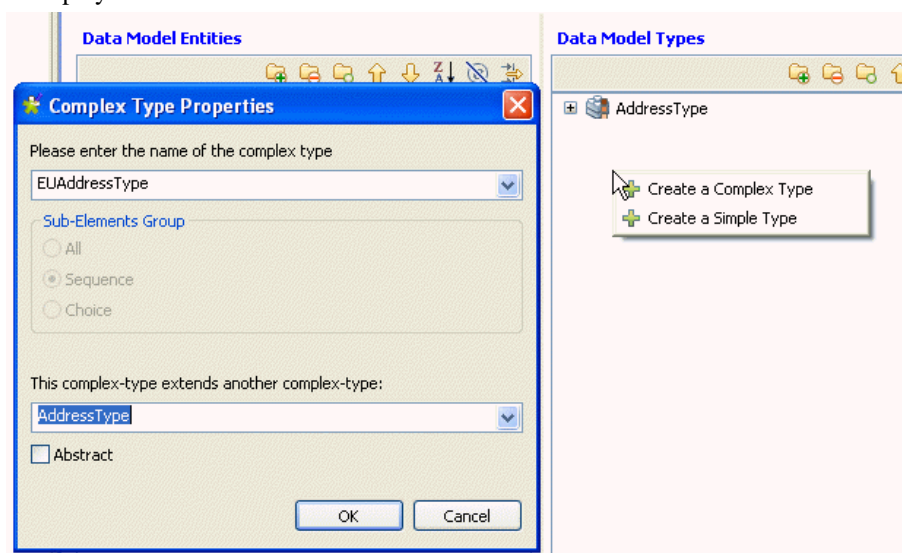 Data Model Entities
Data Model Types
Complex Type Properties
AddressType
Please enter the name of the complex type
EUAddressType
Create a Complex Type
Create a Simple Type
Sub-Elements Group
All
Sequence
Choice
This complex-type extends another complex-type:
AddressType
Abstract
OK
Cancel